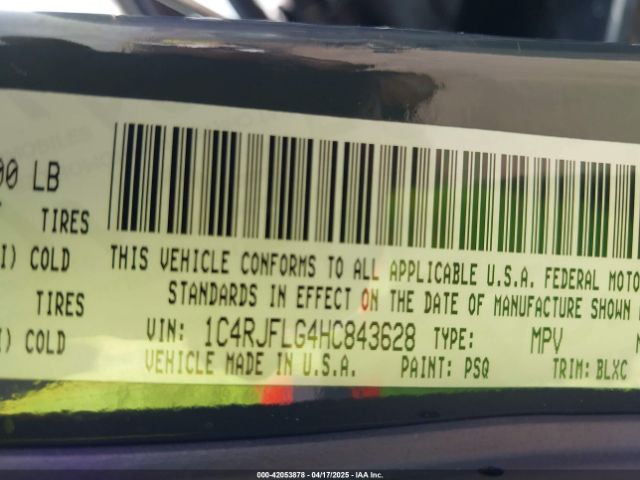 00 LB
TIRES
I) COLD
TIRES
I) COLD
THIS VEHICLE CONFORMS TO ALL APPLICABLE U.S.A. FEDERAL MOTO
STANDARDS IN EFFECT ON THE DATE OF MANUFACTURE SHOWN
VIN: 1C4RJFLG4HC843628 TYPE: MPV
VEHICLE MADE IN U.S.A. PAINT: PSQ TRIM: BLXC
000-42053878 - 04/17/2025 - IAA Inc.